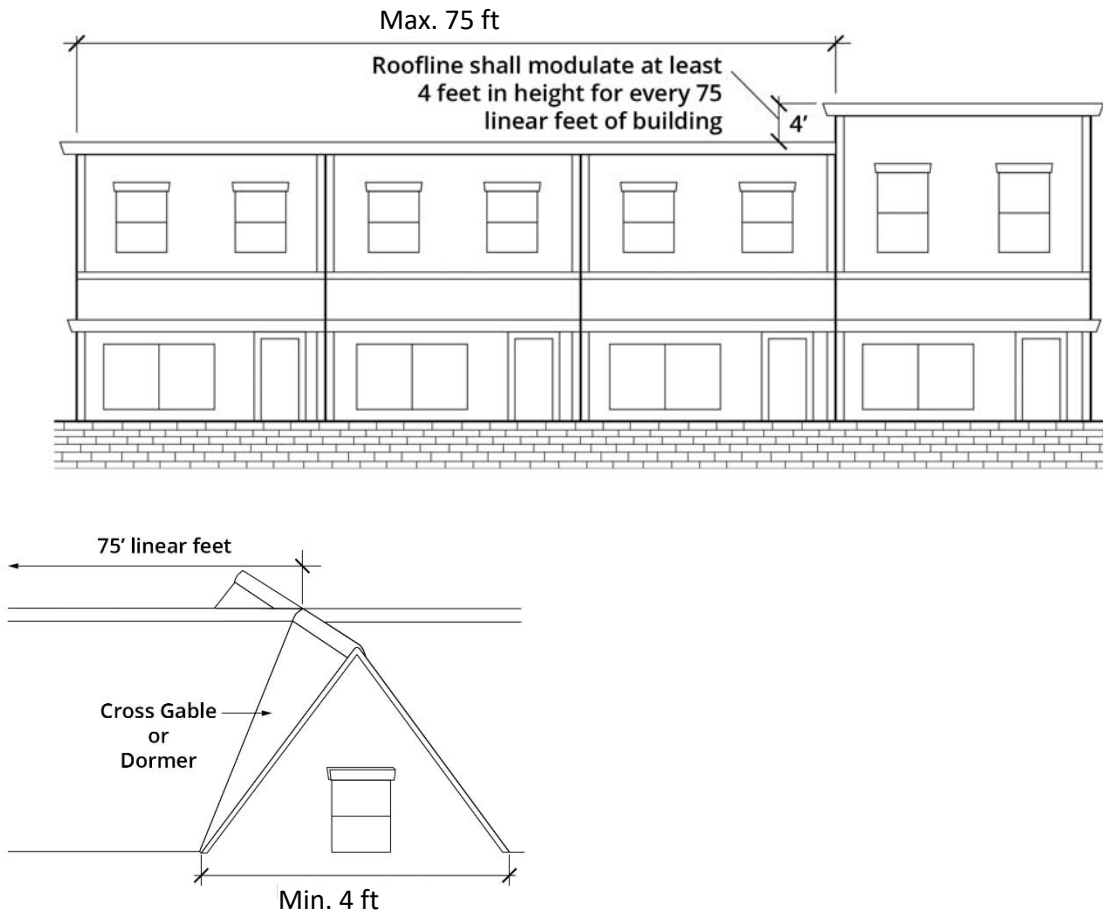 Max. 75 ft
Roofline shall modulate at least
4 feet in height for every 75
linear feet of building
4'
75' linear feet
Cross Gable
or
Dormer
Min. 4 ft